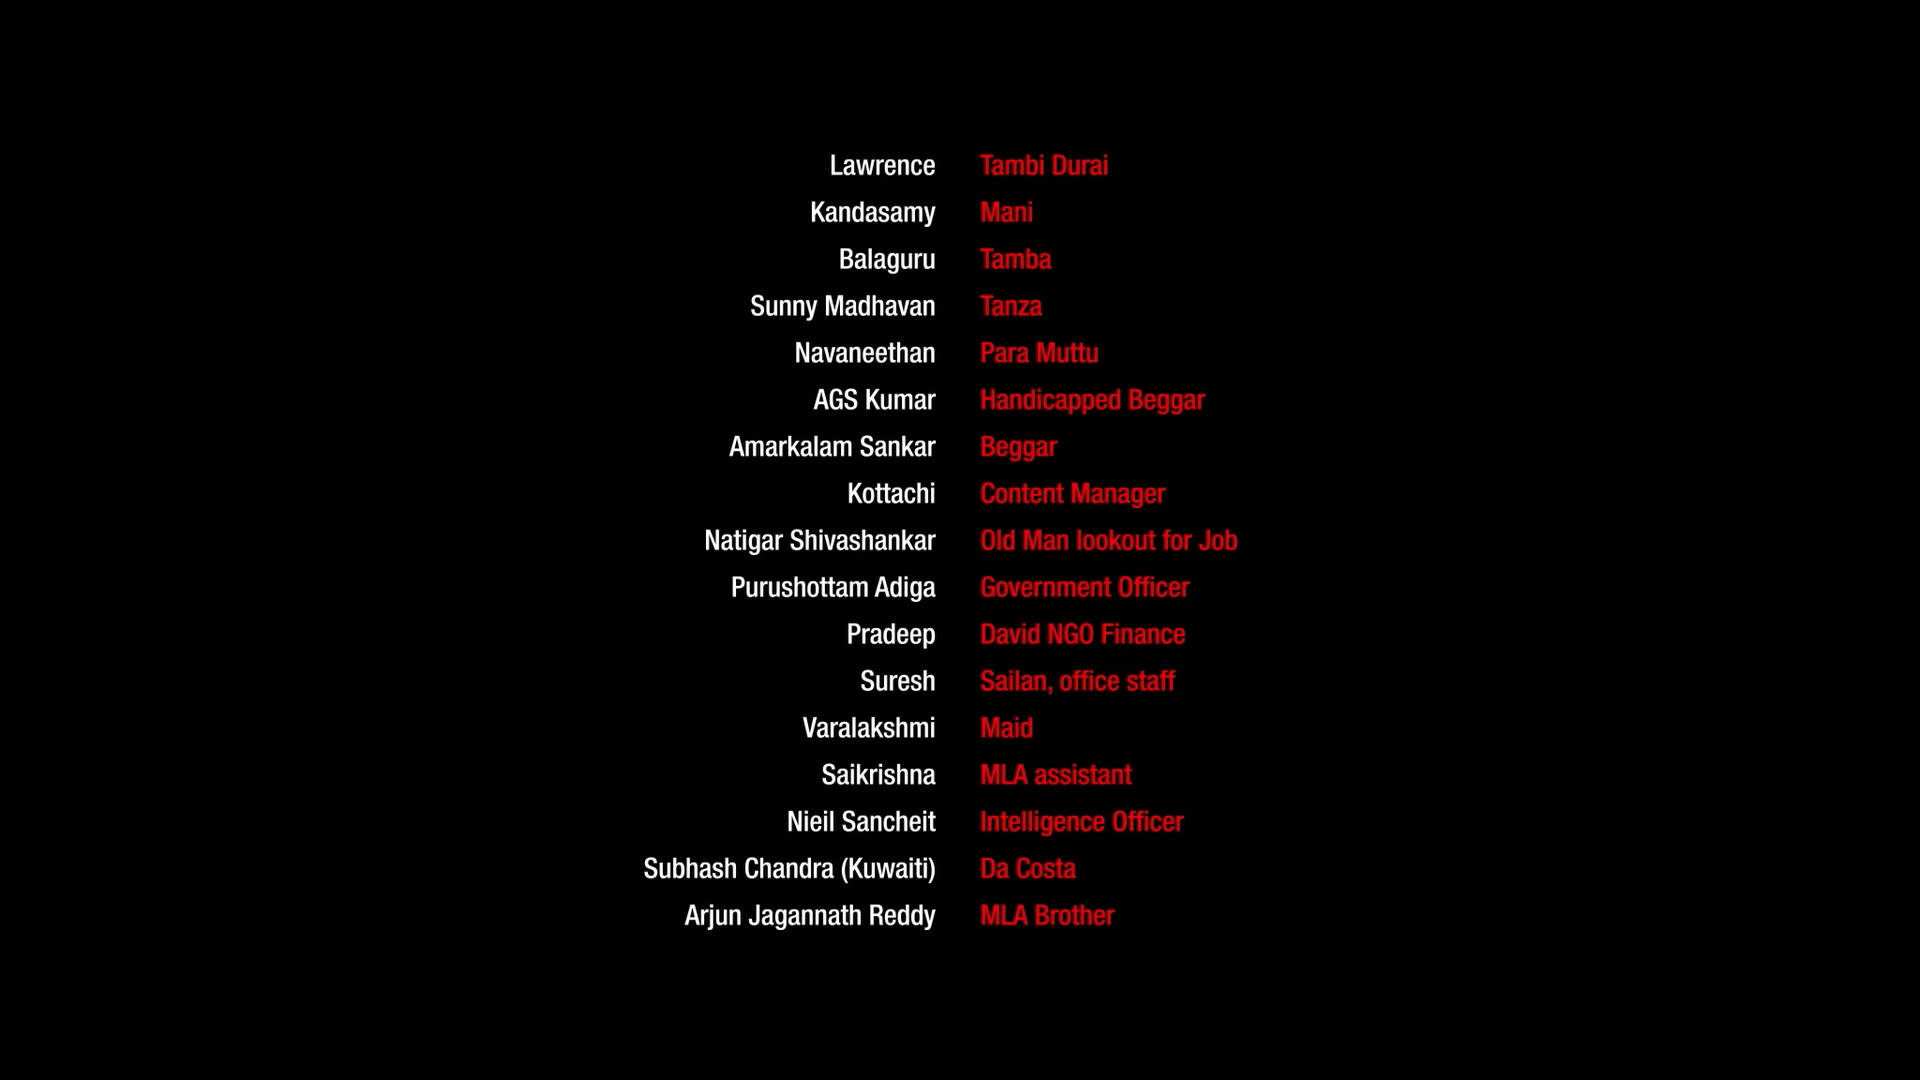 Lawrence Tambi Durai
Kandasamy Mani
Balaguru Tamba
Sunny Madhavan Tanza
Navaneethan Para Muttu
AGS Kumar Handicapped Beggar
Amarkalam Sankar Beggar
Kottachi Content Manager
Natigar Shivashankar Old Man lookout for Job
Purushottam Adiga Government Officer
Pradeep David NGO Finance
Suresh Sailan, office staff
Varalakshmi Maid
Saikrishna MLA assistant
Nieil Sancheit Intelligence Officer
Subhash Chandra (Kuwaiti) Da Costa
Arjun Jagannath Reddy MLA Brother